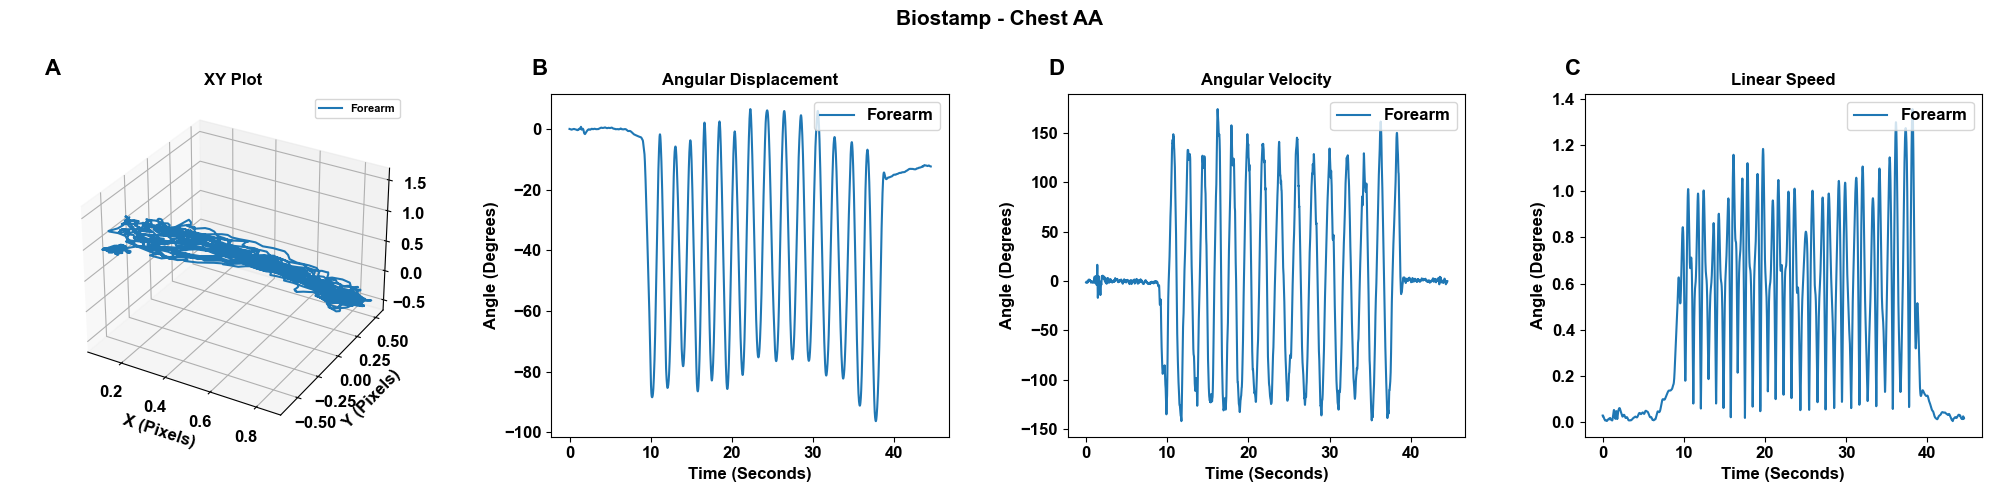 Biostamp - Chest AA
A
XY Plot
Forearm
1.5
1.0
0.5
0.0
−0.5
0.50
0.25
0.00
−0.25
−0.50
Y (Pixels)
0.2
0.4
0.6
0.8
X (Pixels)
B
Angular Displacement
Forearm
0
−20
−40
−60
−80
−100
Angle (Degrees)
0 10 20 30 40
Time (Seconds)
D
Angular Velocity
Forearm
150
100
50
0
−50
−100
−150
Angle (Degrees)
0 10 20 30 40
Time (Seconds)
C
Linear Speed
Forearm
1.4
1.2
1.0
0.8
0.6
0.4
0.2
0.0
Angle (Degrees)
0 10 20 30 40
Time (Seconds)